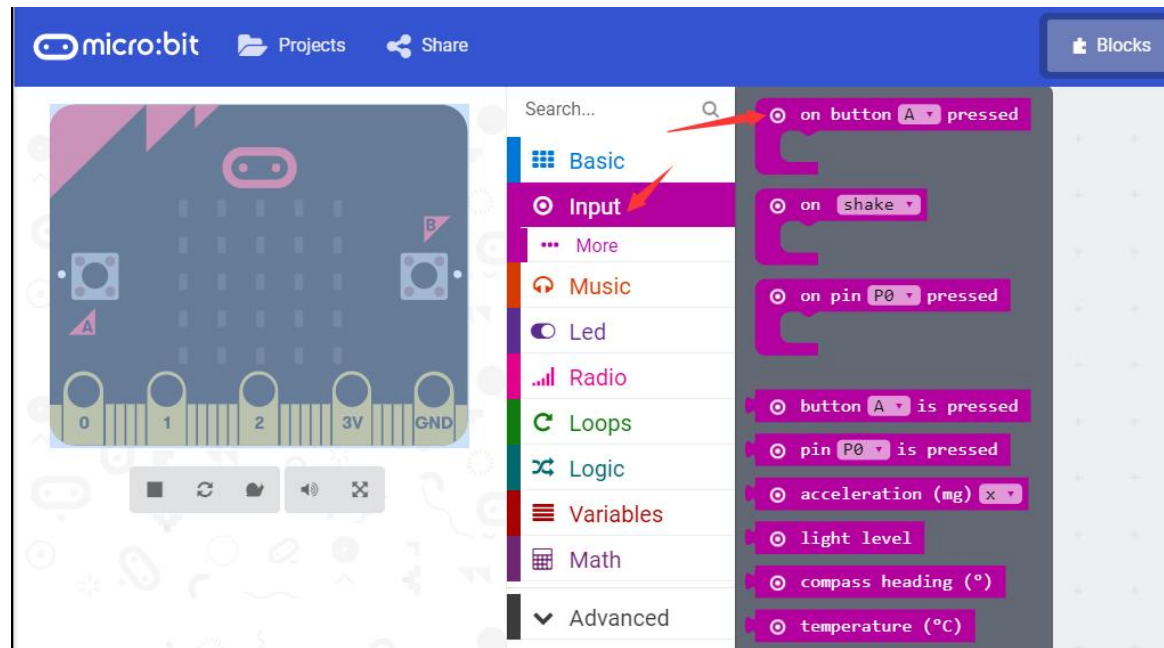 micro:bit Projects Share Blocks
B
A
0 1 2 3V GND
Search...
Basic
Input
More
Music
Led
Radio
Loops
Logic
Variables
Math
Advanced
on button A pressed
on shake
on pin P0 pressed
button A is pressed
pin P0 is pressed
acceleration (mg) x
light level
compass heading (°)
temperature (°C)